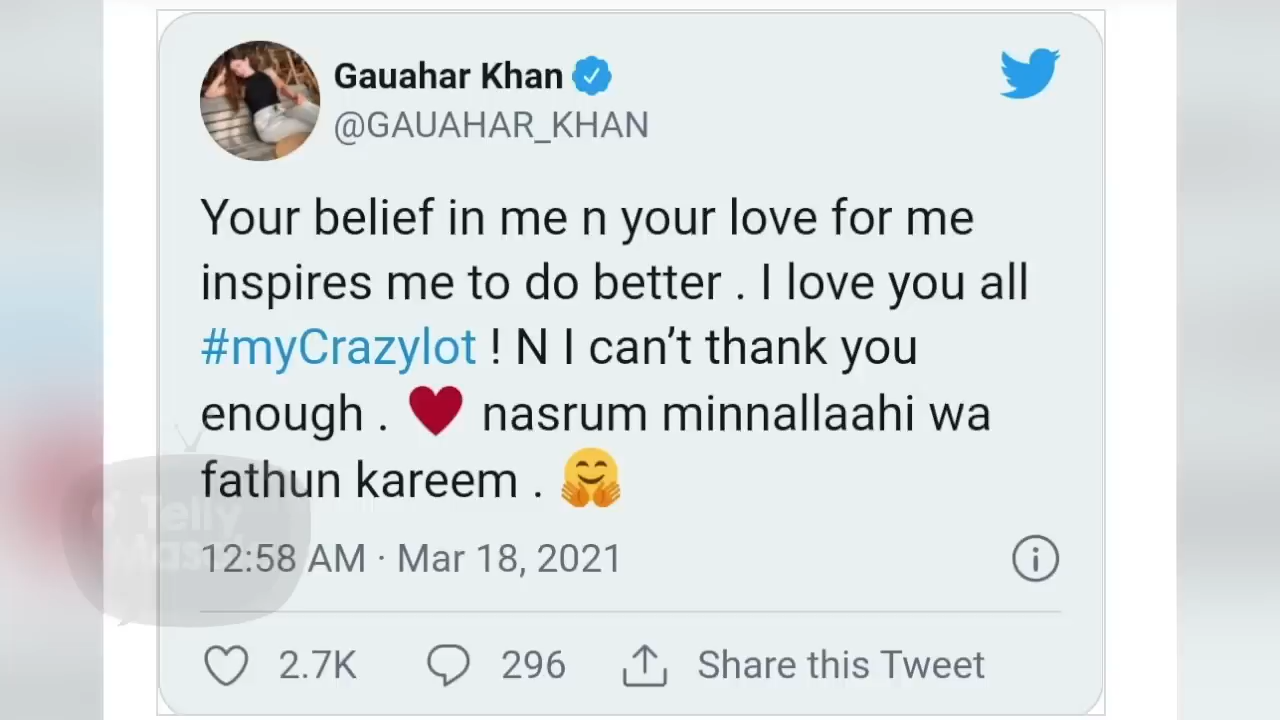 Gauahar Khan
@GAUAHAR_KHAN
Your belief in me n your love for me
inspires me to do better . I love you all
#myCrazylot ! N I can’t thank you
enough . ❤️ nasrum minnallaahi wa
fathun kareem . 🤗
12:58 AM · Mar 18, 2021
2.7K 296 Share this Tweet
Telly